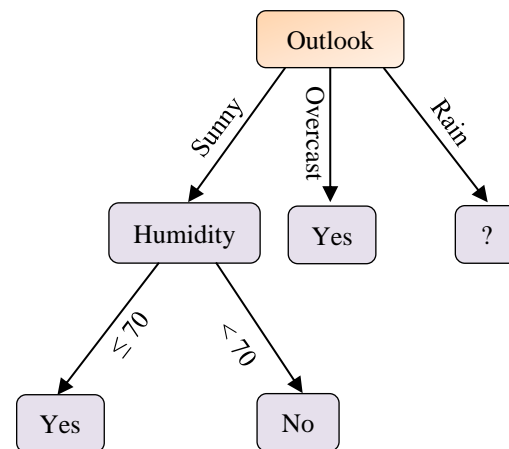 Outlook
Sunny
Overcast
Rain
Humidity
Yes
?
≤ 70
< 70
Yes
No